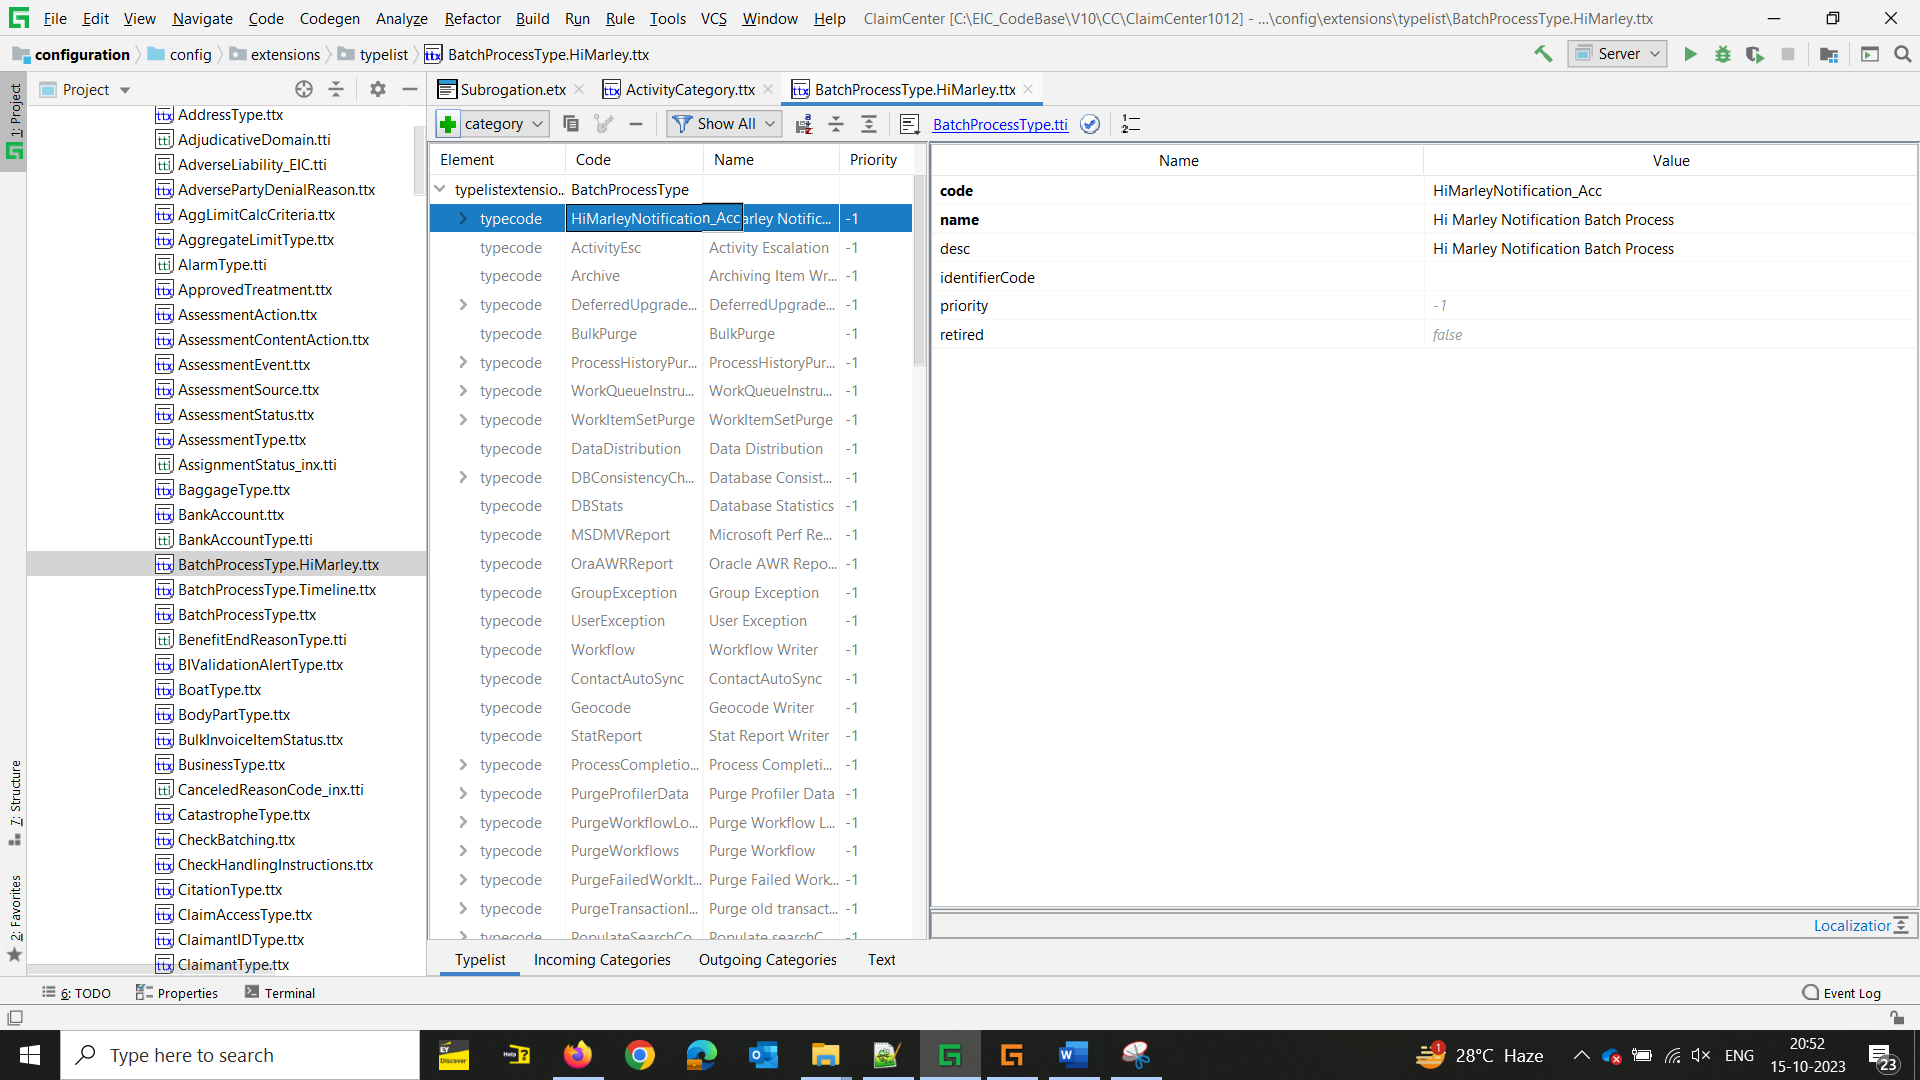 File Edit View Navigate Code Codegen Analyze Refactor Build Run Rule Tools VCS Window Help ClaimCenter [C:\EIC_CodeBase\V10\CC\ClaimCenter1012] - ...\config\extensions\typelist\BatchProcessType.HiMarley.ttx
configuration config extensions typelist BatchProcessType.HiMarley.ttx Server
Project Subrogation.etx ActivityCategory.ttx BatchProcessType.HiMarley.ttx
category Show All BatchProcessType.tti
1: Project
7: Structure
2: Favorites
AddressType.ttx
AdjudicativeDomain.tti
AdverseLiability_EIC.tti
AdversePartyDenialReason.ttx
AggLimitCalcCriteria.ttx
AggregateLimitType.ttx
AlarmType.tti
ApprovedTreatment.ttx
AssessmentAction.ttx
AssessmentContentAction.ttx
AssessmentEvent.ttx
AssessmentSource.ttx
AssessmentStatus.ttx
AssessmentType.ttx
AssignmentStatus_inx.tti
BaggageType.ttx
BankAccount.ttx
BankAccountType.tti
BatchProcessType.HiMarley.ttx
BatchProcessType.Timeline.ttx
BatchProcessType.ttx
BenefitEndReasonType.tti
BIValidationAlertType.ttx
BoatType.ttx
BodyPartType.ttx
BulkInvoiceItemStatus.ttx
BusinessType.ttx
CanceledReasonCode_inx.tti
CatastropheType.ttx
CheckBatching.ttx
CheckHandlingInstructions.ttx
CitationType.ttx
ClaimAccessType.ttx
ClaimantIDType.ttx
ClaimantType.ttx
Element Code Name Priority
typelistextensio... BatchProcessType
typecode HiMarleyNotification_Acc arley Notific... -1
typecode ActivityEsc Activity Escalation -1
typecode Archive Archiving Item Wr... -1
typecode DeferredUpgrade... DeferredUpgrade... -1
typecode BulkPurge BulkPurge -1
typecode ProcessHistoryPur... ProcessHistoryPur... -1
typecode WorkQueueInstru... WorkQueueInstru... -1
typecode WorkItemSetPurge WorkItemSetPurge -1
typecode DataDistribution Data Distribution -1
typecode DBConsistencyCh... Database Consist... -1
typecode DBStats Database Statistics -1
typecode MSDMVReport Microsoft Perf Re... -1
typecode OraAWRReport Oracle AWR Repo... -1
typecode GroupException Group Exception -1
typecode UserException User Exception -1
typecode Workflow Workflow Writer -1
typecode ContactAutoSync ContactAutoSync -1
typecode Geocode Geocode Writer -1
typecode StatReport Stat Report Writer -1
typecode ProcessCompletio... Process Completi... -1
typecode PurgeProfilerData Purge Profiler Data -1
typecode PurgeWorkflowLo... Purge Workflow L... -1
typecode PurgeWorkflows Purge Workflow -1
typecode PurgeFailedWorkIt... Purge Failed Work... -1
typecode PurgeTransactionI... Purge old transact... -1
typecode PopulateSearchCo... Populate searchC... -1
Name Value
code HiMarleyNotification_Acc
name Hi Marley Notification Batch Process
desc Hi Marley Notification Batch Process
identifierCode
priority -1
retired false
Localization
Typelist Incoming Categories Outgoing Categories Text
6: TODO Properties Terminal Event Log
Type here to search
EY Discover
Help ?
28°C Haze
ENG
20:52
15-10-2023
23